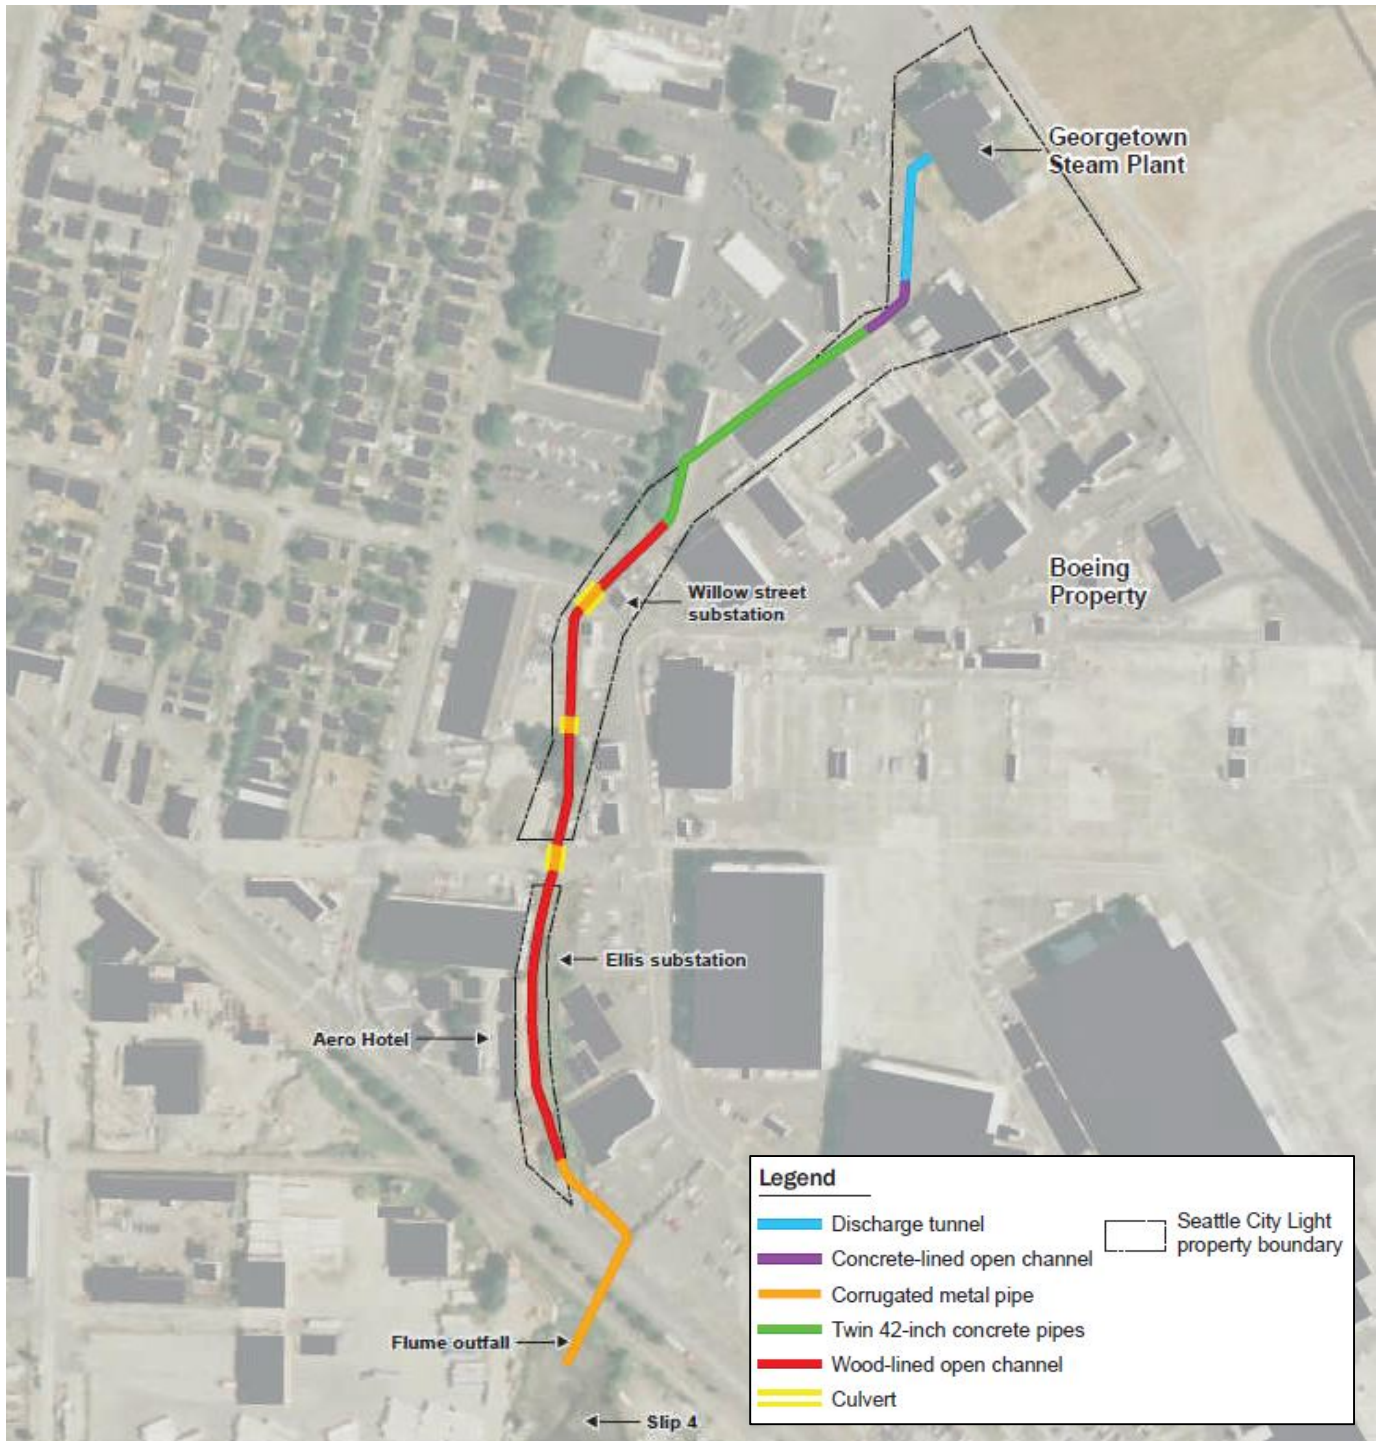 Georgetown
Steam Plant
Boeing
Property
Willow street
substation
Ellis substation
Aero Hotel
Flume outfall
Slip 4
Legend
Discharge tunnel
Concrete-lined open channel
Corrugated metal pipe
Twin 42-inch concrete pipes
Wood-lined open channel
Culvert
Seattle City Light
property boundary